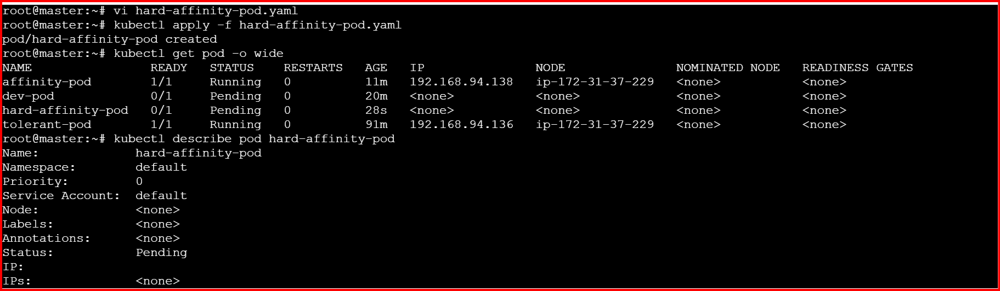 root@master:~# vi hard-affinity-pod.yaml
root@master:~# kubectl apply -f hard-affinity-pod.yaml
pod/hard-affinity-pod created
root@master:~# kubectl get pod -o wide
NAME                READY   STATUS    RESTARTS   AGE   IP               NODE               NOMINATED NODE   READINESS GATES
affinity-pod        1/1     Running   0          11m   192.168.94.138   ip-172-31-37-229   <none>           <none>
dev-pod             0/1     Pending   0          20m   <none>           <none>             <none>           <none>
hard-affinity-pod   0/1     Pending   0          28s   <none>           <none>             <none>           <none>
tolerant-pod        1/1     Running   0          91m   192.168.94.136   ip-172-31-37-229   <none>           <none>
root@master:~# kubectl describe pod hard-affinity-pod
Name:             hard-affinity-pod
Namespace:        default
Priority:         0
Service Account:  default
Node:             <none>
Labels:           <none>
Annotations:      <none>
Status:           Pending
IP:
IPs:              <none>